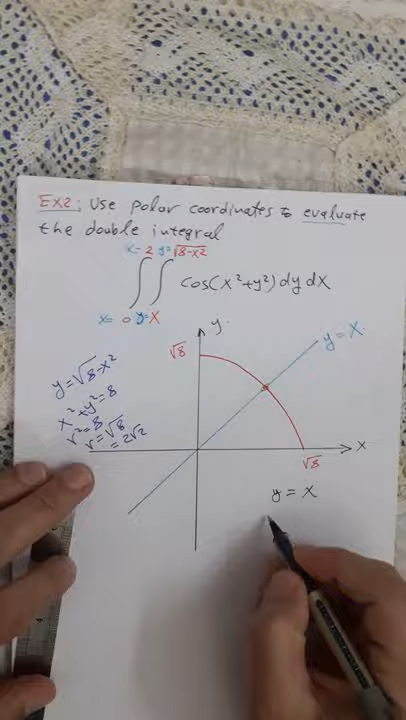 EX2: Use polar coordinates to evaluate
the double integral
x=2 y=√8-x²
∫∫ cos(x²+y²) dy dx
x=0 y=x
y
y=x
√8
y=√8-x²
x²+y²=8
r²=8
r=√8
=2√2
x
√8
y = x